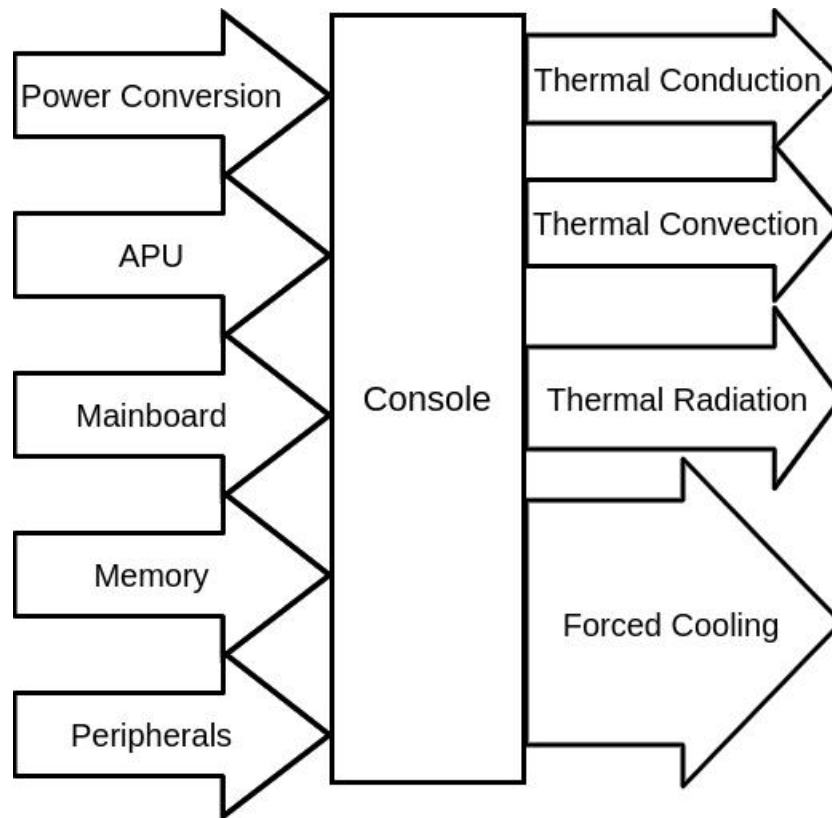 Power Conversion
APU
Mainboard
Memory
Peripherals
Console
Thermal Conduction
Thermal Convection
Thermal Radiation
Forced Cooling